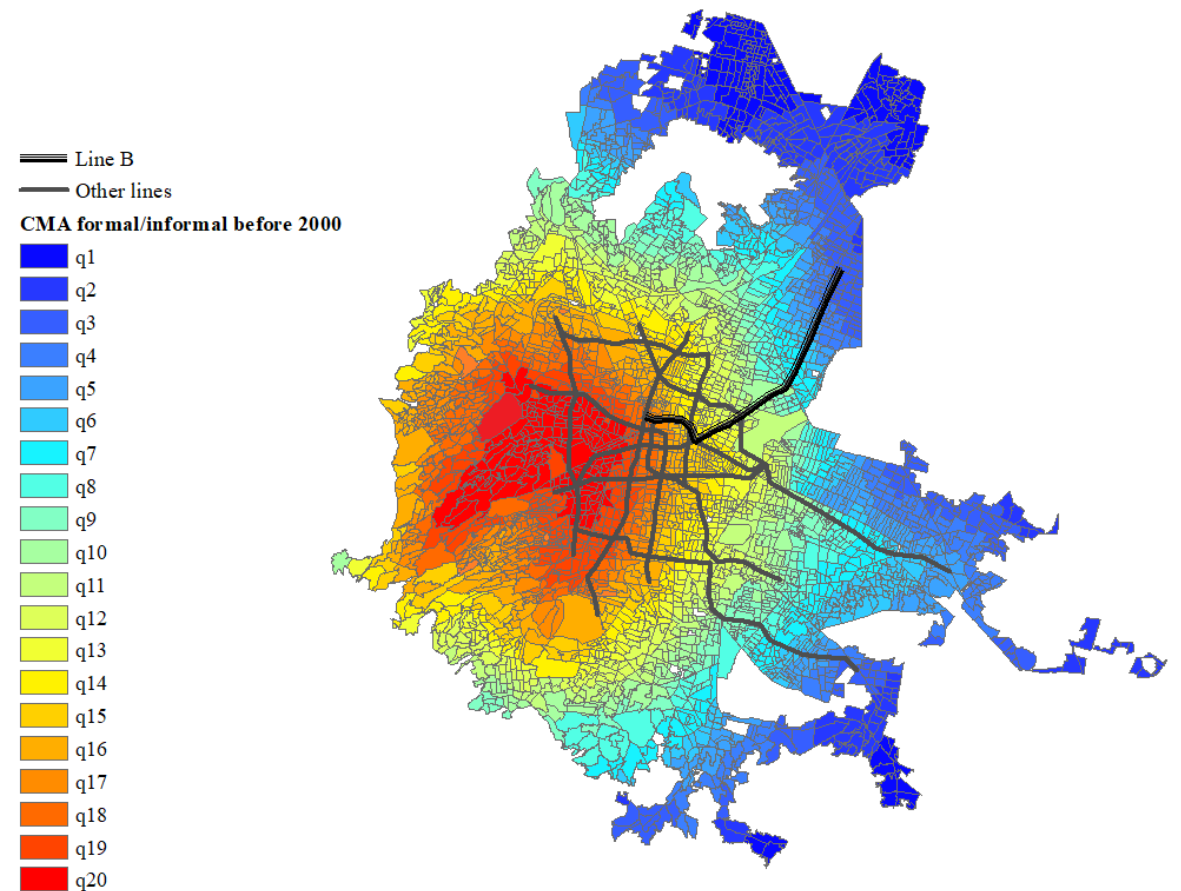 Line B
Other lines
CMA formal/informal before 2000
q1
q2
q3
q4
q5
q6
q7
q8
q9
q10
q11
q12
q13
q14
q15
q16
q17
q18
q19
q20